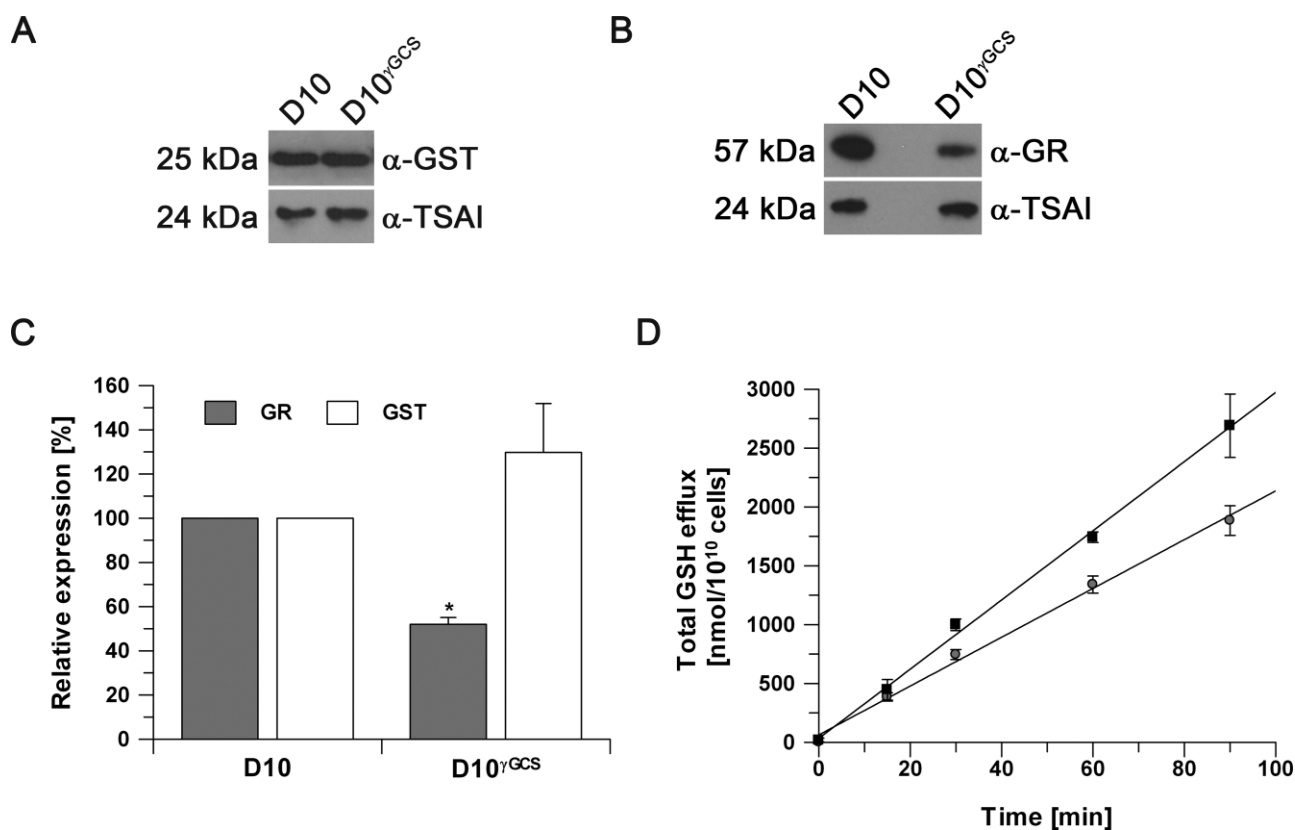 A
D10
D10γGCS
25 kDa
α-GST
24 kDa
α-TSAI
B
D10
D10γGCS
57 kDa
α-GR
24 kDa
α-TSAI
C
Relative expression [%]
160
140
120
100
80
60
40
20
0
GR
GST
*
D10
D10γGCS
D
Total GSH efflux
[nmol/10¹⁰ cells]
3000
2500
2000
1500
1000
500
0
0 20 40 60 80 100
Time [min]